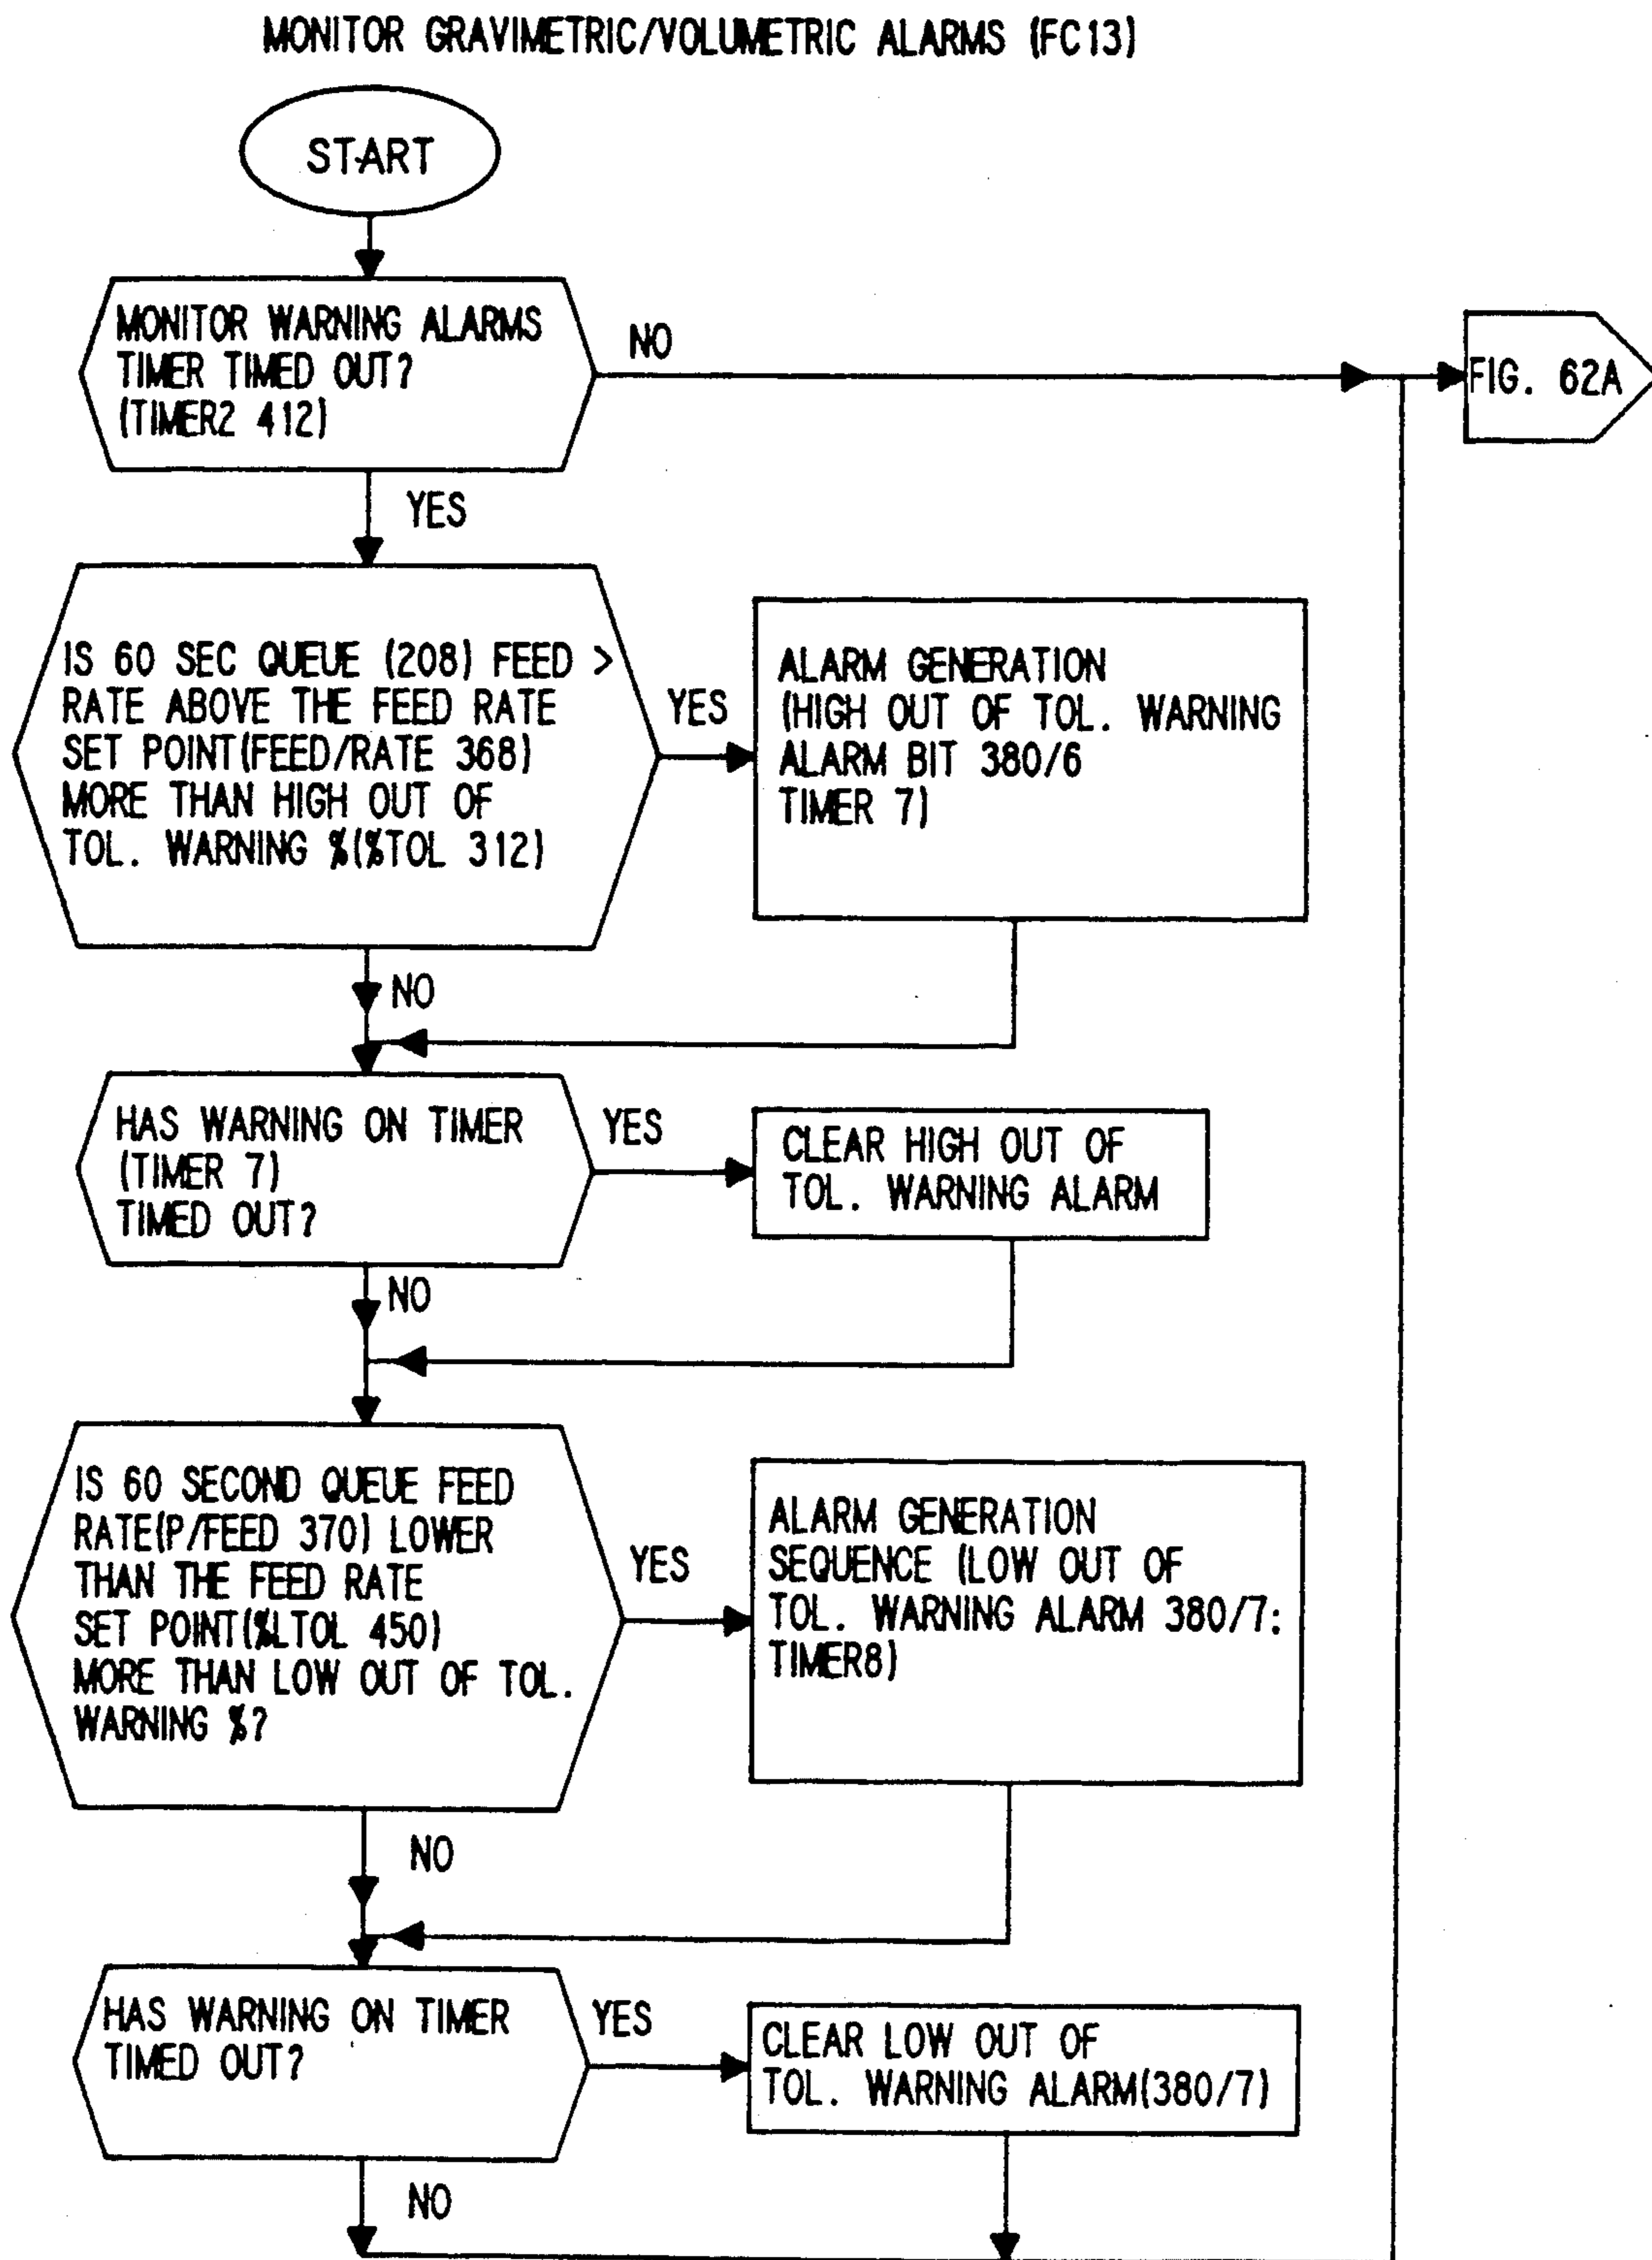 MONITOR GRAVIMETRIC/VOLUMETRIC ALARMS (FC13)
START
MONITOR WARNING ALARMS
TIMER TIMED OUT?
(TIMER2 412)
NO
FIG. 62A
YES
IS 60 SEC QUEUE (208) FEED >
RATE ABOVE THE FEED RATE
SET POINT(FEED/RATE 368)
MORE THAN HIGH OUT OF
TOL. WARNING %(%TOL 312)
YES
ALARM GENERATION
(HIGH OUT OF TOL. WARNING
ALARM BIT 380/6
TIMER 7)
NO
HAS WARNING ON TIMER
(TIMER 7)
TIMED OUT?
YES
CLEAR HIGH OUT OF
TOL. WARNING ALARM
NO
IS 60 SECOND QUEUE FEED
RATE(P/FEED 370) LOWER
THAN THE FEED RATE
SET POINT(%LTOL 450)
MORE THAN LOW OUT OF TOL.
WARNING %?
YES
ALARM GENERATION
SEQUENCE (LOW OUT OF
TOL. WARNING ALARM 380/7:
TIMER8)
NO
HAS WARNING ON TIMER
TIMED OUT?
YES
CLEAR LOW OUT OF
TOL. WARNING ALARM(380/7)
NO